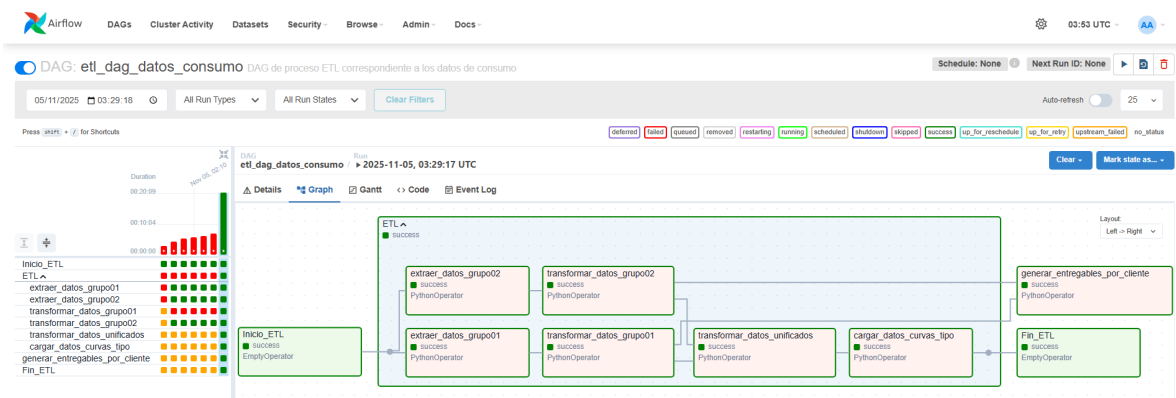 Airflow DAGs Cluster Activity Datasets Security Browse Admin Docs 03:53 UTC AA
DAG: etl_dag_datos_consumo DAG de proceso ETL correspondiente a los datos de consumo Schedule: None Next Run ID: None
05/11/2025 03:29:18 All Run Types All Run States Clear Filters Auto-refresh 25
Press shift + / for Shortcuts deferred failed queued removed restarting running scheduled shutdown skipped success up_for_reschedule up_for_retry upstream_failed no_status
DAG Run
etl_dag_datos_consumo / 2025-11-05, 03:29:17 UTC Clear Mark state as...
Nov 05, 02:10
Duration
00:20:09
00:10:04
00:00:00
Details Graph Gantt <> Code Event Log
Layout:
Left -> Right
Inicio_ETL
ETL
extraer_datos_grupo01
extraer_datos_grupo02
transformar_datos_grupo01
transformar_datos_grupo02
transformar_datos_unificados
cargar_datos_curvas_tipo
generar_entregables_por_cliente
Fin_ETL
ETL
success
extraer_datos_grupo02
success
PythonOperator
transformar_datos_grupo02
success
PythonOperator
generar_entregables_por_cliente
success
PythonOperator
Inicio_ETL
success
EmptyOperator
extraer_datos_grupo01
success
PythonOperator
transformar_datos_grupo01
success
PythonOperator
transformar_datos_unificados
success
PythonOperator
cargar_datos_curvas_tipo
success
PythonOperator
Fin_ETL
success
EmptyOperator